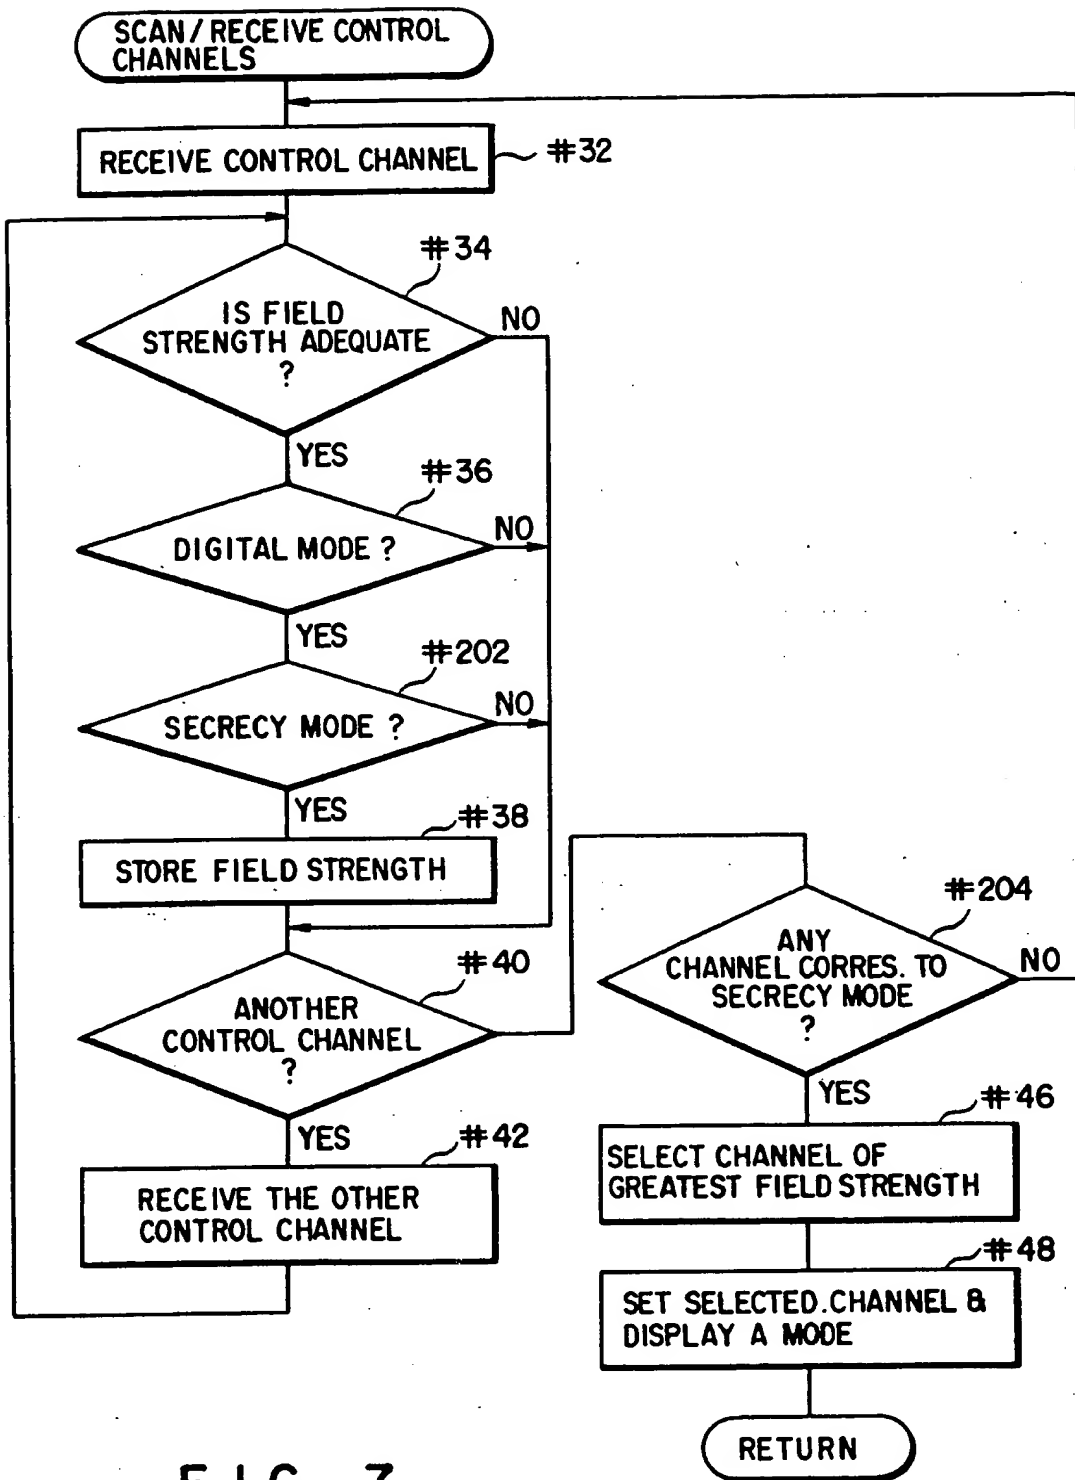 SCAN / RECEIVE CONTROL
CHANNELS
RECEIVE CONTROL CHANNEL
#32
#34
IS FIELD
STRENGTH ADEQUATE
?
NO
YES
#36
DIGITAL MODE ?
NO
YES
#202
SECRECY MODE ?
NO
YES
#38
STORE FIELD STRENGTH
#40
ANOTHER
CONTROL CHANNEL
?
YES
#42
RECEIVE THE OTHER
CONTROL CHANNEL
#204
ANY
CHANNEL CORRES. TO
SECRECY MODE
?
NO
YES
#46
SELECT CHANNEL OF
GREATEST FIELD STRENGTH
#48
SET SELECTED.CHANNEL &
DISPLAY A MODE
RETURN